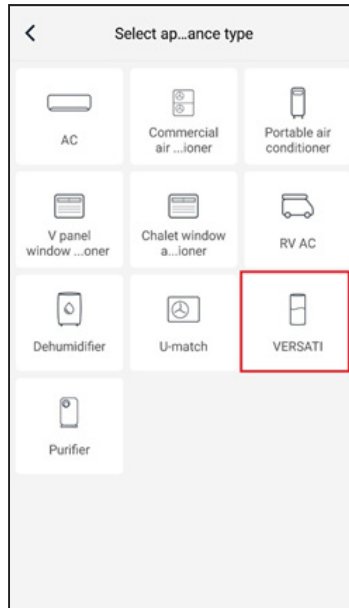 Select ap...ance type
AC
Commercial
air ...ioner
Portable air
conditioner
V panel
window ...oner
Chalet window
a...ioner
RV AC
Dehumidifier
U-match
VERSATI
Purifier